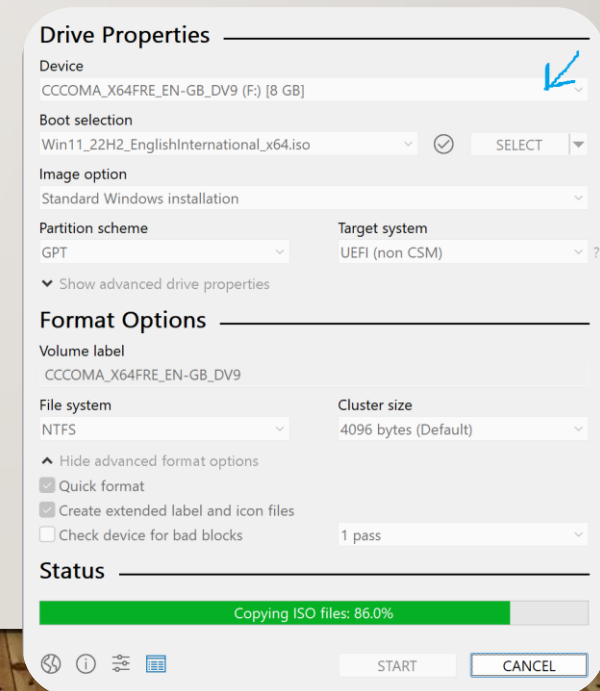 Drive Properties
Device
CCCOMA_X64FRE_EN-GB_DV9 (F:) [8 GB]
Boot selection
Win11_22H2_EnglishInternational_x64.iso
SELECT
Image option
Standard Windows installation
Partition scheme
Target system
GPT
UEFI (non CSM)
?
Show advanced drive properties
Format Options
Volume label
CCCOMA_X64FRE_EN-GB_DV9
File system
Cluster size
NTFS
4096 bytes (Default)
Hide advanced format options
Quick format
Create extended label and icon files
Check device for bad blocks
1 pass
Status
Copying ISO files: 86.0%
START
CANCEL